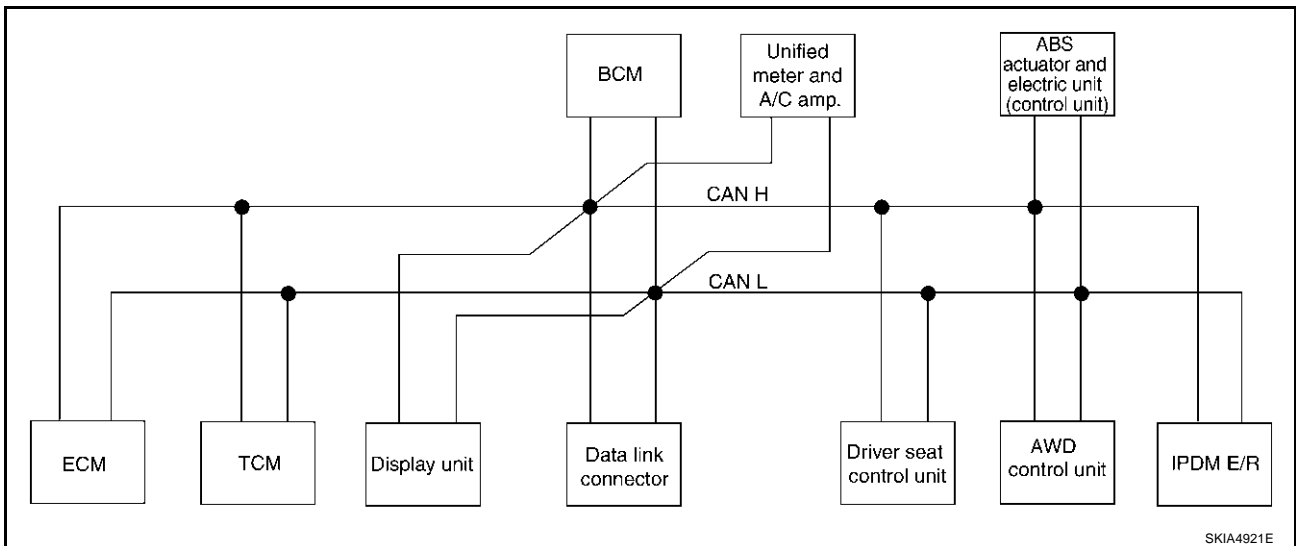 BCM
Unified
meter and
A/C amp.
ABS
actuator and
electric unit
(control unit)
CAN H
CAN L
ECM
TCM
Display unit
Data link
connector
Driver seat
control unit
AWD
control unit
IPDM E/R
SKIA4921E